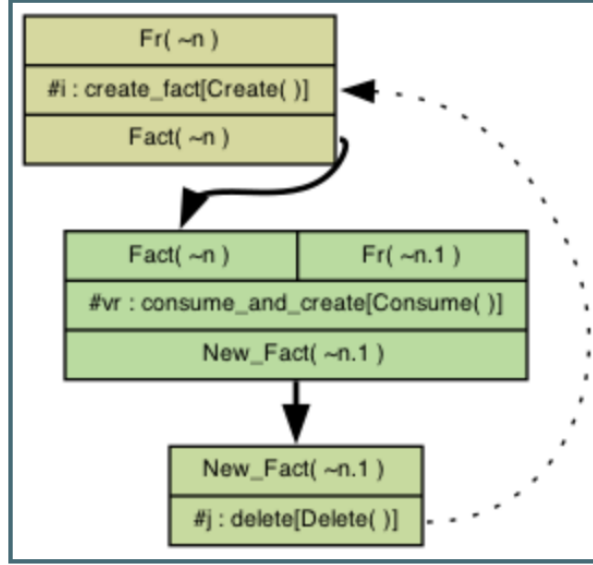 Fr( ~n )
#i : create_fact[Create( )]
Fact( ~n )
Fact( ~n ) Fr( ~n.1 )
#vr : consume_and_create[Consume( )]
New_Fact( ~n.1 )
New_Fact( ~n.1 )
#j : delete[Delete( )]